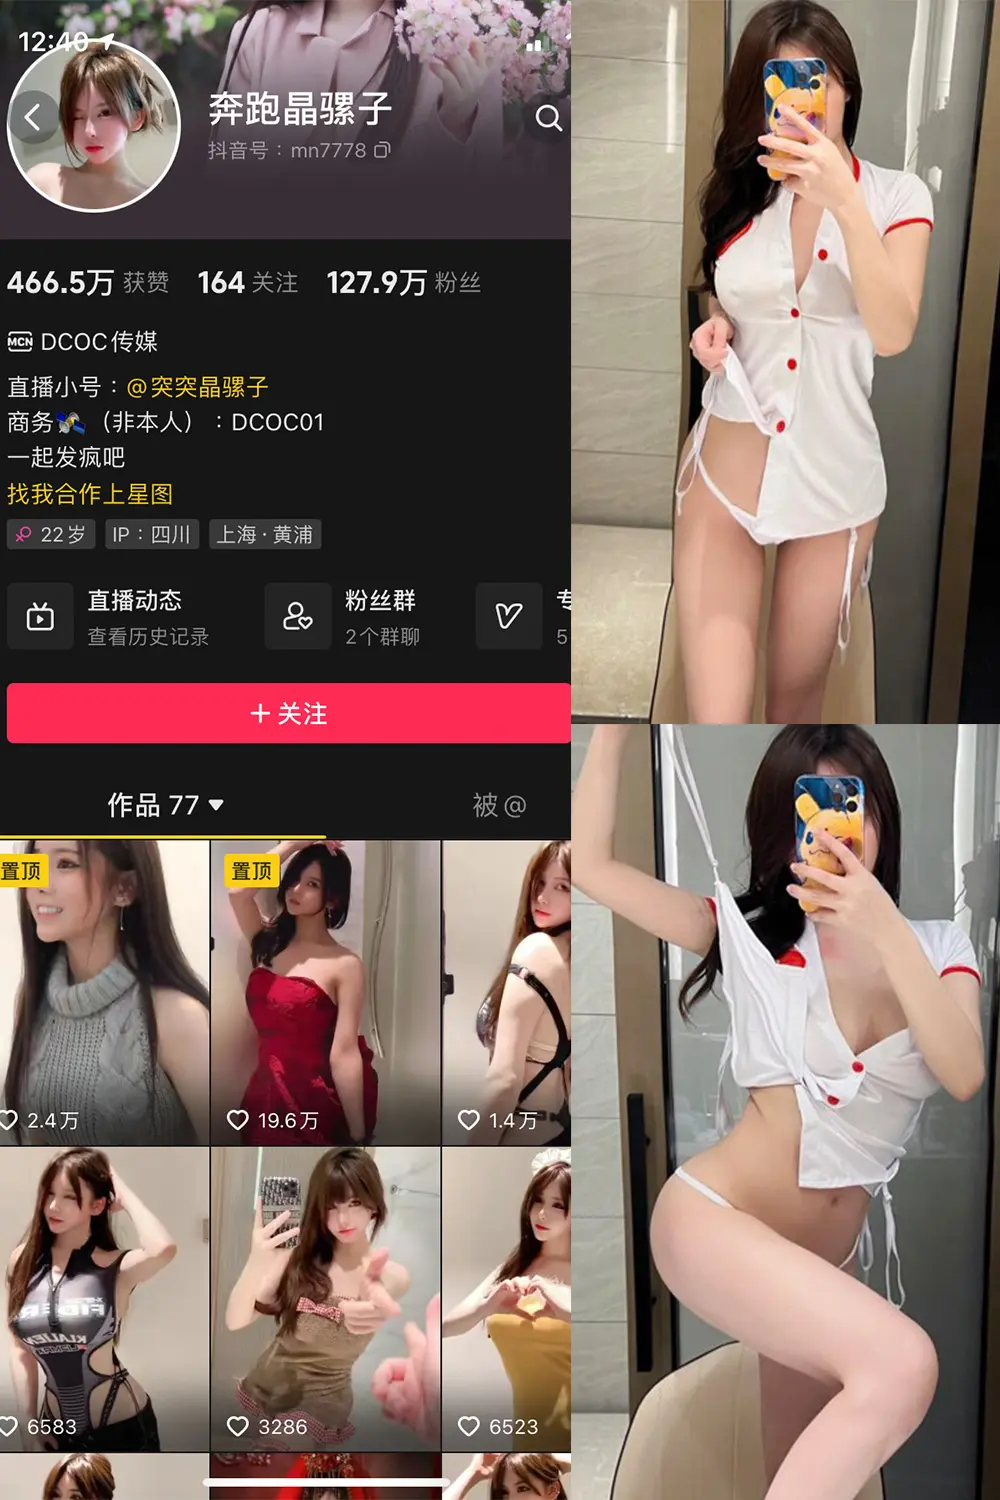 12:40
奔跑晶骡子
抖音号：mn7778
466.5万 获赞 164 关注 127.9万 粉丝
MCN DCOC传媒
直播小号：@突突晶骡子
商务（非本人）：DCOC01
一起发疯吧
找我合作上星图
22岁 IP：四川 上海·黄浦
直播动态 粉丝群 专
查看历史记录 2个群聊 5
+ 关注
作品 77 被@
置顶 置顶
2.4万 19.6万 1.4万
6583 3286 6523